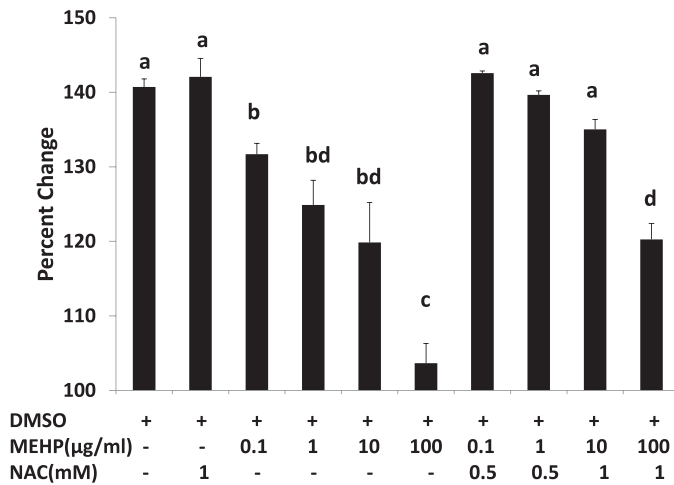 150
140
130
120
110
100
Percent Change
a a b bd bd c a a a d
DMSO + + + + + + + + + +
MEHP(µg/ml) - - 0.1 1 10 100 0.1 1 10 100
NAC(mM) - 1 - - - - 0.5 0.5 1 1